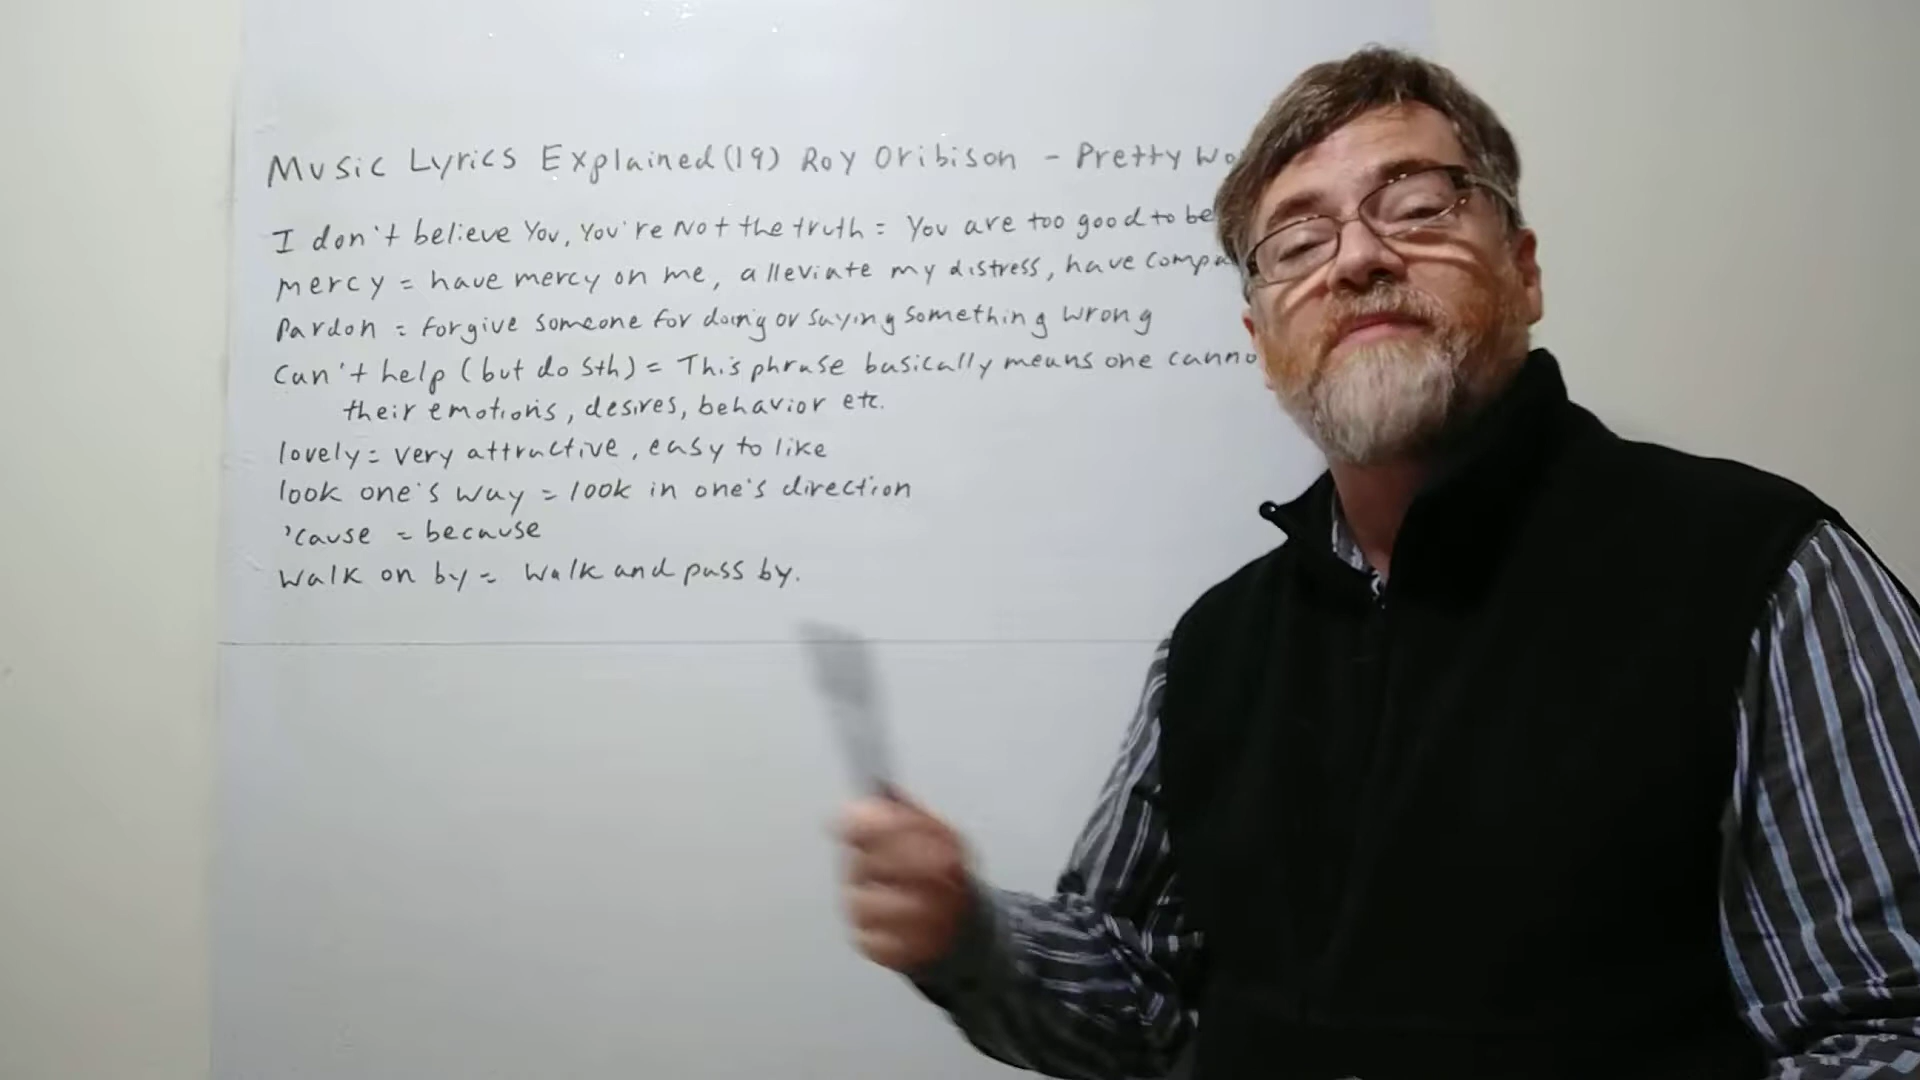 Music Lyrics Explained (19) Roy Oribison - Pretty Wo
I don't believe You, You're Not the truth = You are too good to be
mercy = have mercy on me, alleviate my distress, have compa
Pardon = forgive someone for doing or saying something wrong
Can't help (but do sth) = This phrase basically means one canno
their emotions, desires, behavior etc.
lovely = very attractive, easy to like
look one's way = look in one's direction
'cause = because
Walk on by = Walk and pass by.